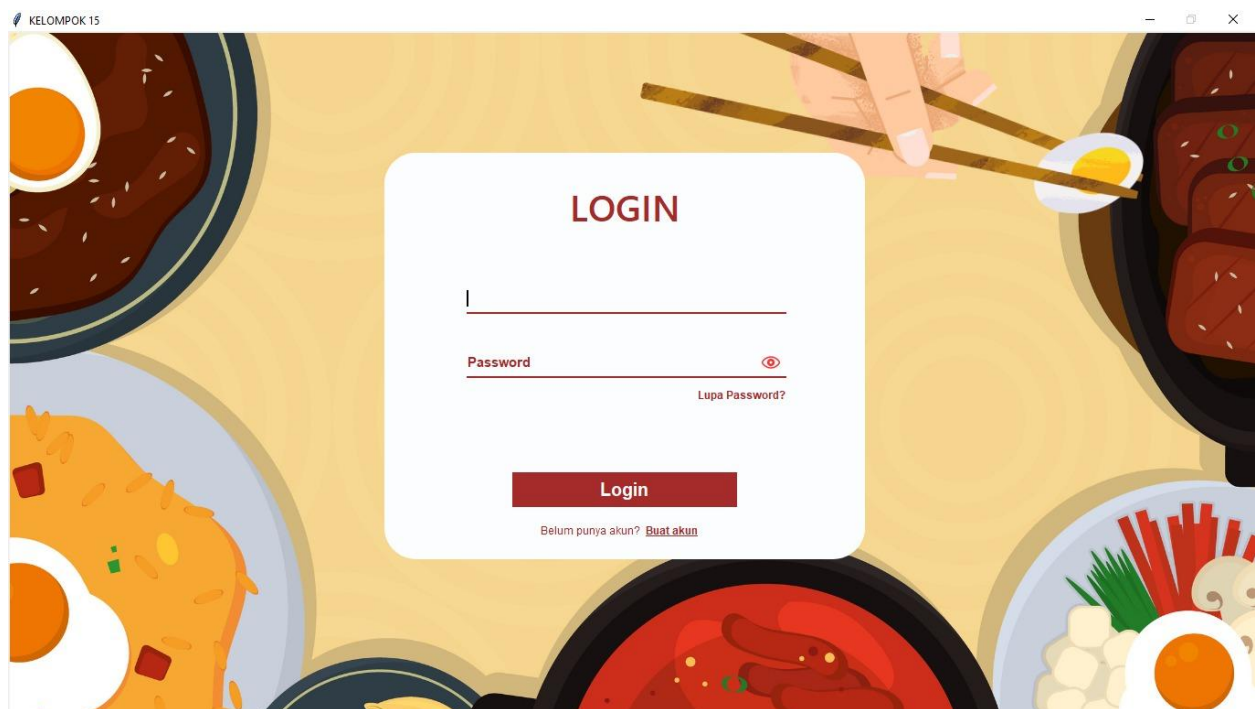 KELOMPOK 15
LOGIN
Password
Lupa Password?
Login
Belum punya akun? Buat akun